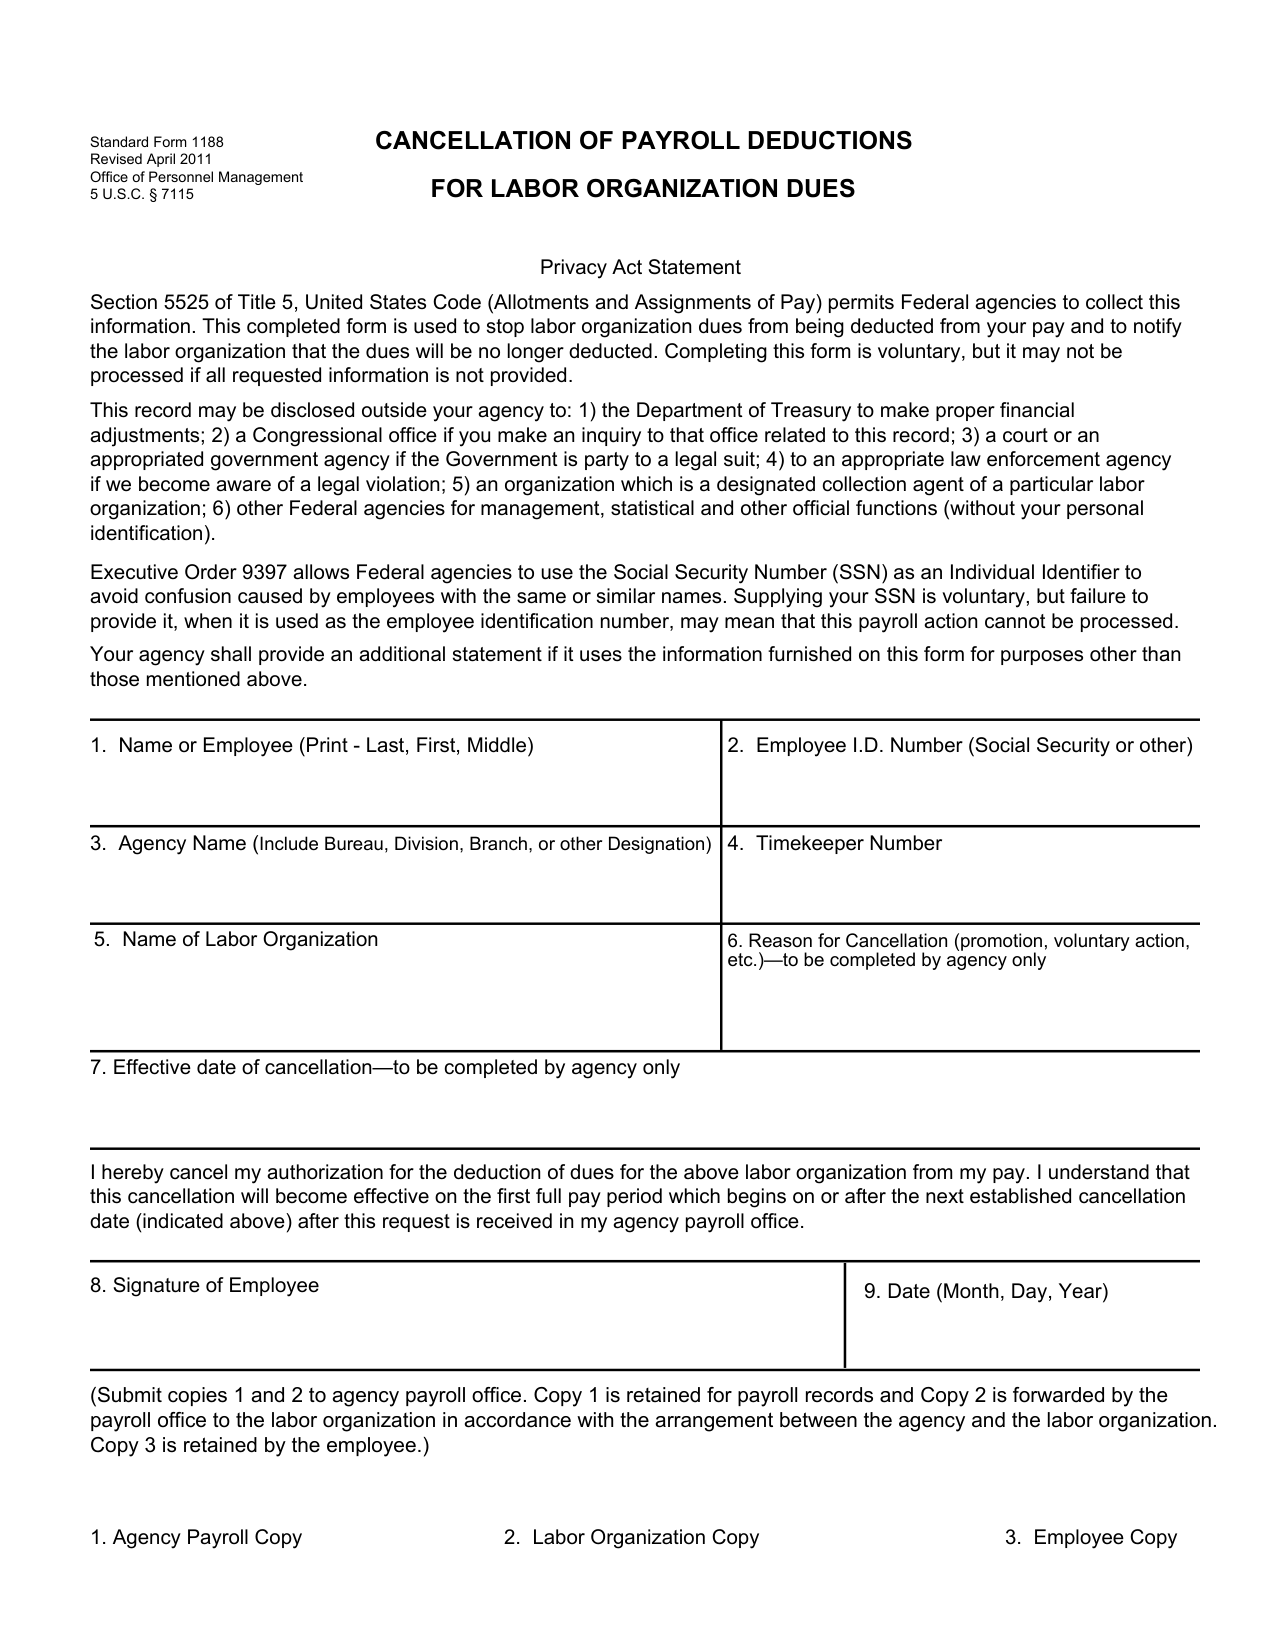 Standard Form 1188
Revised April 2011
Office of Personnel Management
5 U.S.C. § 7115
CANCELLATION OF PAYROLL DEDUCTIONS
FOR LABOR ORGANIZATION DUES
Privacy Act Statement
Section 5525 of Title 5, United States Code (Allotments and Assignments of Pay) permits Federal agencies to collect this
information. This completed form is used to stop labor organization dues from being deducted from your pay and to notify
the labor organization that the dues will be no longer deducted. Completing this form is voluntary, but it may not be
processed if all requested information is not provided.
This record may be disclosed outside your agency to: 1) the Department of Treasury to make proper financial
adjustments; 2) a Congressional office if you make an inquiry to that office related to this record; 3) a court or an
appropriated government agency if the Government is party to a legal suit; 4) to an appropriate law enforcement agency
if we become aware of a legal violation; 5) an organization which is a designated collection agent of a particular labor
organization; 6) other Federal agencies for management, statistical and other official functions (without your personal
identification).
Executive Order 9397 allows Federal agencies to use the Social Security Number (SSN) as an Individual Identifier to
avoid confusion caused by employees with the same or similar names. Supplying your SSN is voluntary, but failure to
provide it, when it is used as the employee identification number, may mean that this payroll action cannot be processed.
Your agency shall provide an additional statement if it uses the information furnished on this form for purposes other than
those mentioned above.
1. Name or Employee (Print - Last, First, Middle)
2. Employee I.D. Number (Social Security or other)
3. Agency Name (Include Bureau, Division, Branch, or other Designation)
4. Timekeeper Number
5. Name of Labor Organization
6. Reason for Cancellation (promotion, voluntary action,
etc.)—to be completed by agency only
7. Effective date of cancellation—to be completed by agency only
I hereby cancel my authorization for the deduction of dues for the above labor organization from my pay. I understand that
this cancellation will become effective on the first full pay period which begins on or after the next established cancellation
date (indicated above) after this request is received in my agency payroll office.
8. Signature of Employee
9. Date (Month, Day, Year)
(Submit copies 1 and 2 to agency payroll office. Copy 1 is retained for payroll records and Copy 2 is forwarded by the
payroll office to the labor organization in accordance with the arrangement between the agency and the labor organization.
Copy 3 is retained by the employee.)
1. Agency Payroll Copy
2. Labor Organization Copy
3. Employee Copy